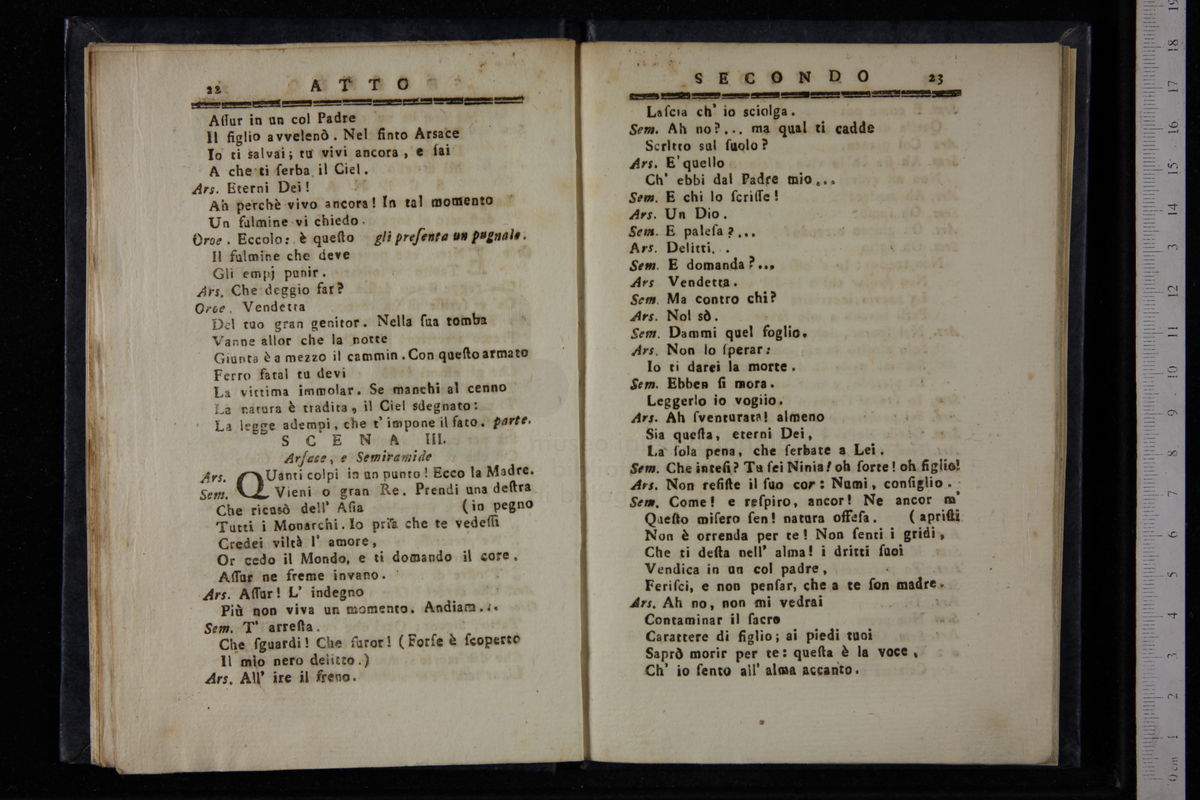 22 ATTO
Aſſur in un col Padre
Il figlio avvelenò. Nel finto Arsace
Io ti salvai; tu vivi ancora, e fai
A che ti ſerba il Ciel.
Ars. Eterni Dei!
Ah perchè vivo ancora! In tal momento
Un fulmine vi chiedo.
Oroe. Eccolo: è queſto gli preſenta un pugnale.
Il fulmine che deve
Gli empj punir.
Ars. Che deggio far?
Oroe. Vendetta
Del tuo gran genitor. Nella ſua tomba
Vanne allor che la notte
Giunta è a mezzo il cammin. Con queſto armato
Ferro fatal tu devi
La vittima immolar. Se manchi al cenno
La natura è tradita, il Ciel sdegnato:
La legge adempi, che t' impone il fato. parte.
SCENA III.
Arſace, e Semiramide
Ars. QUanti colpi in un punto! Ecco la Madre.
Sem. Vieni o gran Re. Prendi una deſtra
Che ricusò dell' Aſia (in pegno
Tutti i Monarchi. Io pria che te vedeſſi
Credei viltà l' amore,
Or cedo il Mondo, e ti domando il core.
Aſſur ne freme invano.
Ars. Aſſur! L' indegno
Più non viva un momento. Andiam...
Sem. T' arreſta.
Che ſguardi! Che furor! (Forſe è ſcoperto
Il mio nero delitto.)
Ars. All' ire il freno.
SECONDO 23
Laſcia ch' io sciolga.
Sem. Ah no?... ma qual ti cadde
Scritto sul ſuolo?
Ars. E' quello
Ch' ebbi dal Padre mio...
Sem. E chi lo ſcriſſe!
Ars. Un Dio.
Sem. E paleſa?...
Ars. Delitti. .
Sem. E domanda?...
Ars Vendetta.
Sem. Ma contro chi?
Ars. Nol sò.
Sem. Dammi quel foglio.
Ars. Non lo ſperar:
Io ti darei la morte.
Sem. Ebben ſi mora.
Leggerlo io voglio.
Ars. Ah ſventurata! almeno
Sia queſta, eterni Dei,
La ſola pena, che ſerbate a Lei.
Sem. Che inteſi? Tu ſei Ninia! oh ſorte! oh figlio!
Ars. Non reſiſte il ſuo cor: Numi, conſiglio.
Sem. Come! e reſpiro, ancor! Ne ancor m'
Queſto miſero ſen! natura offeſa. (apriſti
Non è orrenda per te! Non ſenti i gridi,
Che ti deſta nell' alma! i dritti ſuoi
Vendica in un col padre,
Feriſci, e non penſar, che a te ſon madre.
Ars. Ah no, non mi vedrai
Contaminar il ſacro
Carattere di figlio; ai piedi tuoi
Saprò morir per te: queſta è la voce,
Ch' io ſento all' alma accanto.